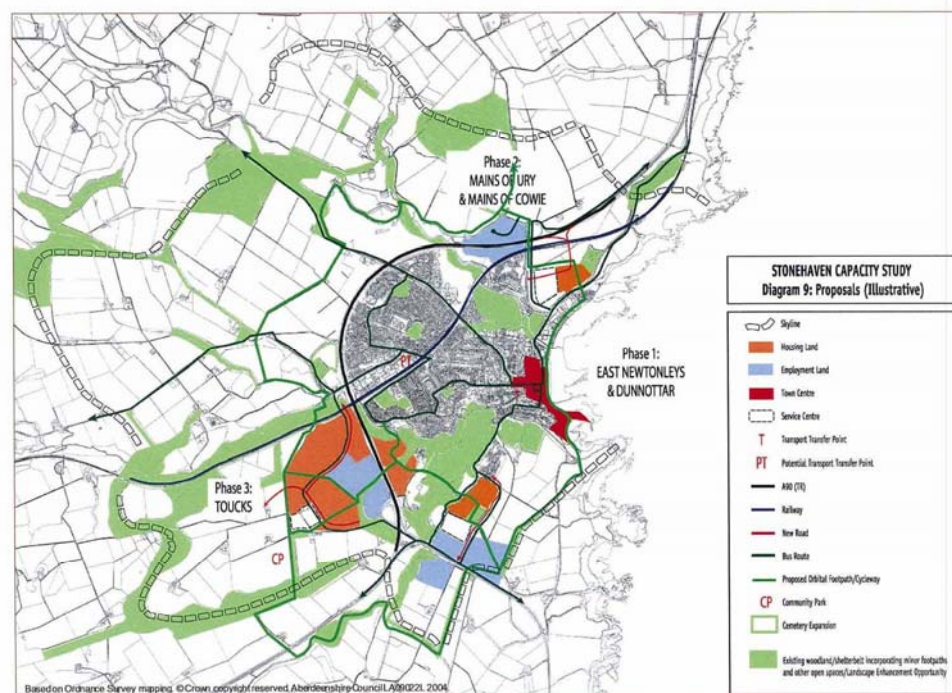 Phase 2:
MAINS OF URY
& MAINS OF COWIE
Phase 1:
EAST NEWTONLEYS
& DUNNOTTAR
PT
Phase 3:
TOUCKS
CP
STONEHAVEN CAPACITY STUDY
Diagram 9: Proposals (Illustrative)
Skyline
Housing Land
Employment Land
Town Centre
Service Centre
T Transport Transfer Point
PT Potential Transport Transfer Point
A90 (TR)
Railway
New Road
Bus Route
Proposed Orbital Footpath/Cycleway
CP Community Park
Cemetery Expansion
Existing woodland/shelterbelt incorporating minor footpaths
and other open spaces/Landscape Enhancement Opportunity
Based on Ordnance Survey mapping. © Crown copyright reserved. Aberdeenshire Council LA09022L 2004